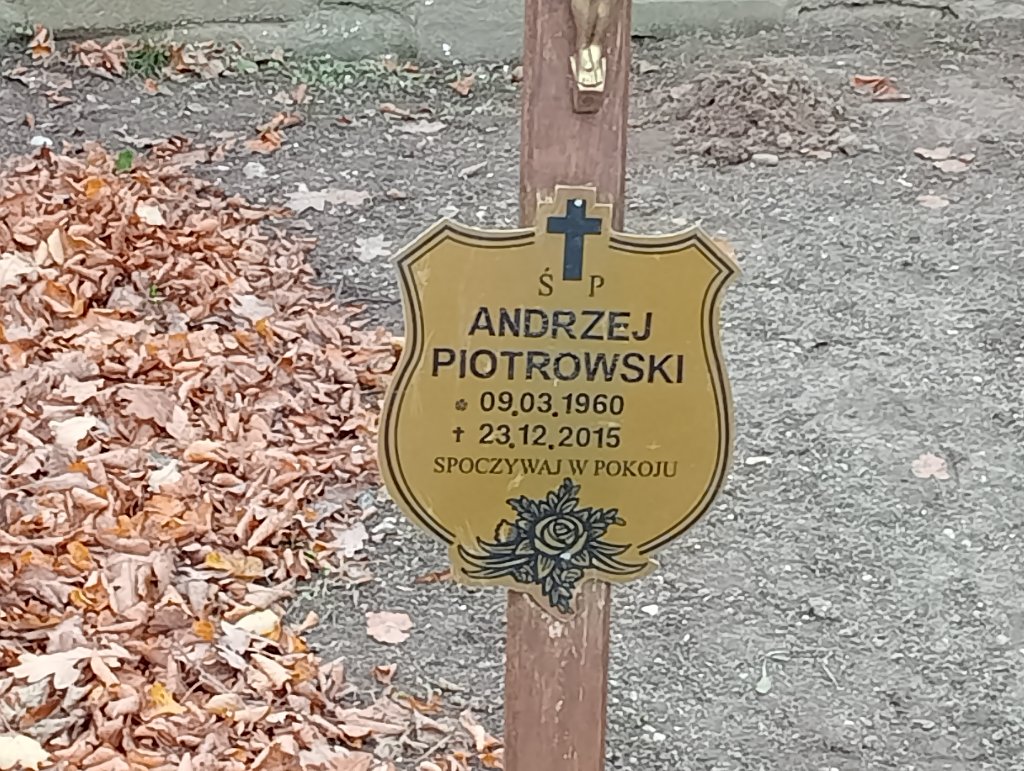 Ś P
ANDRZEJ
PIOTROWSKI
09.03.1960
✝ 23.12.2015
SPOCZYWAJ W POKOJU